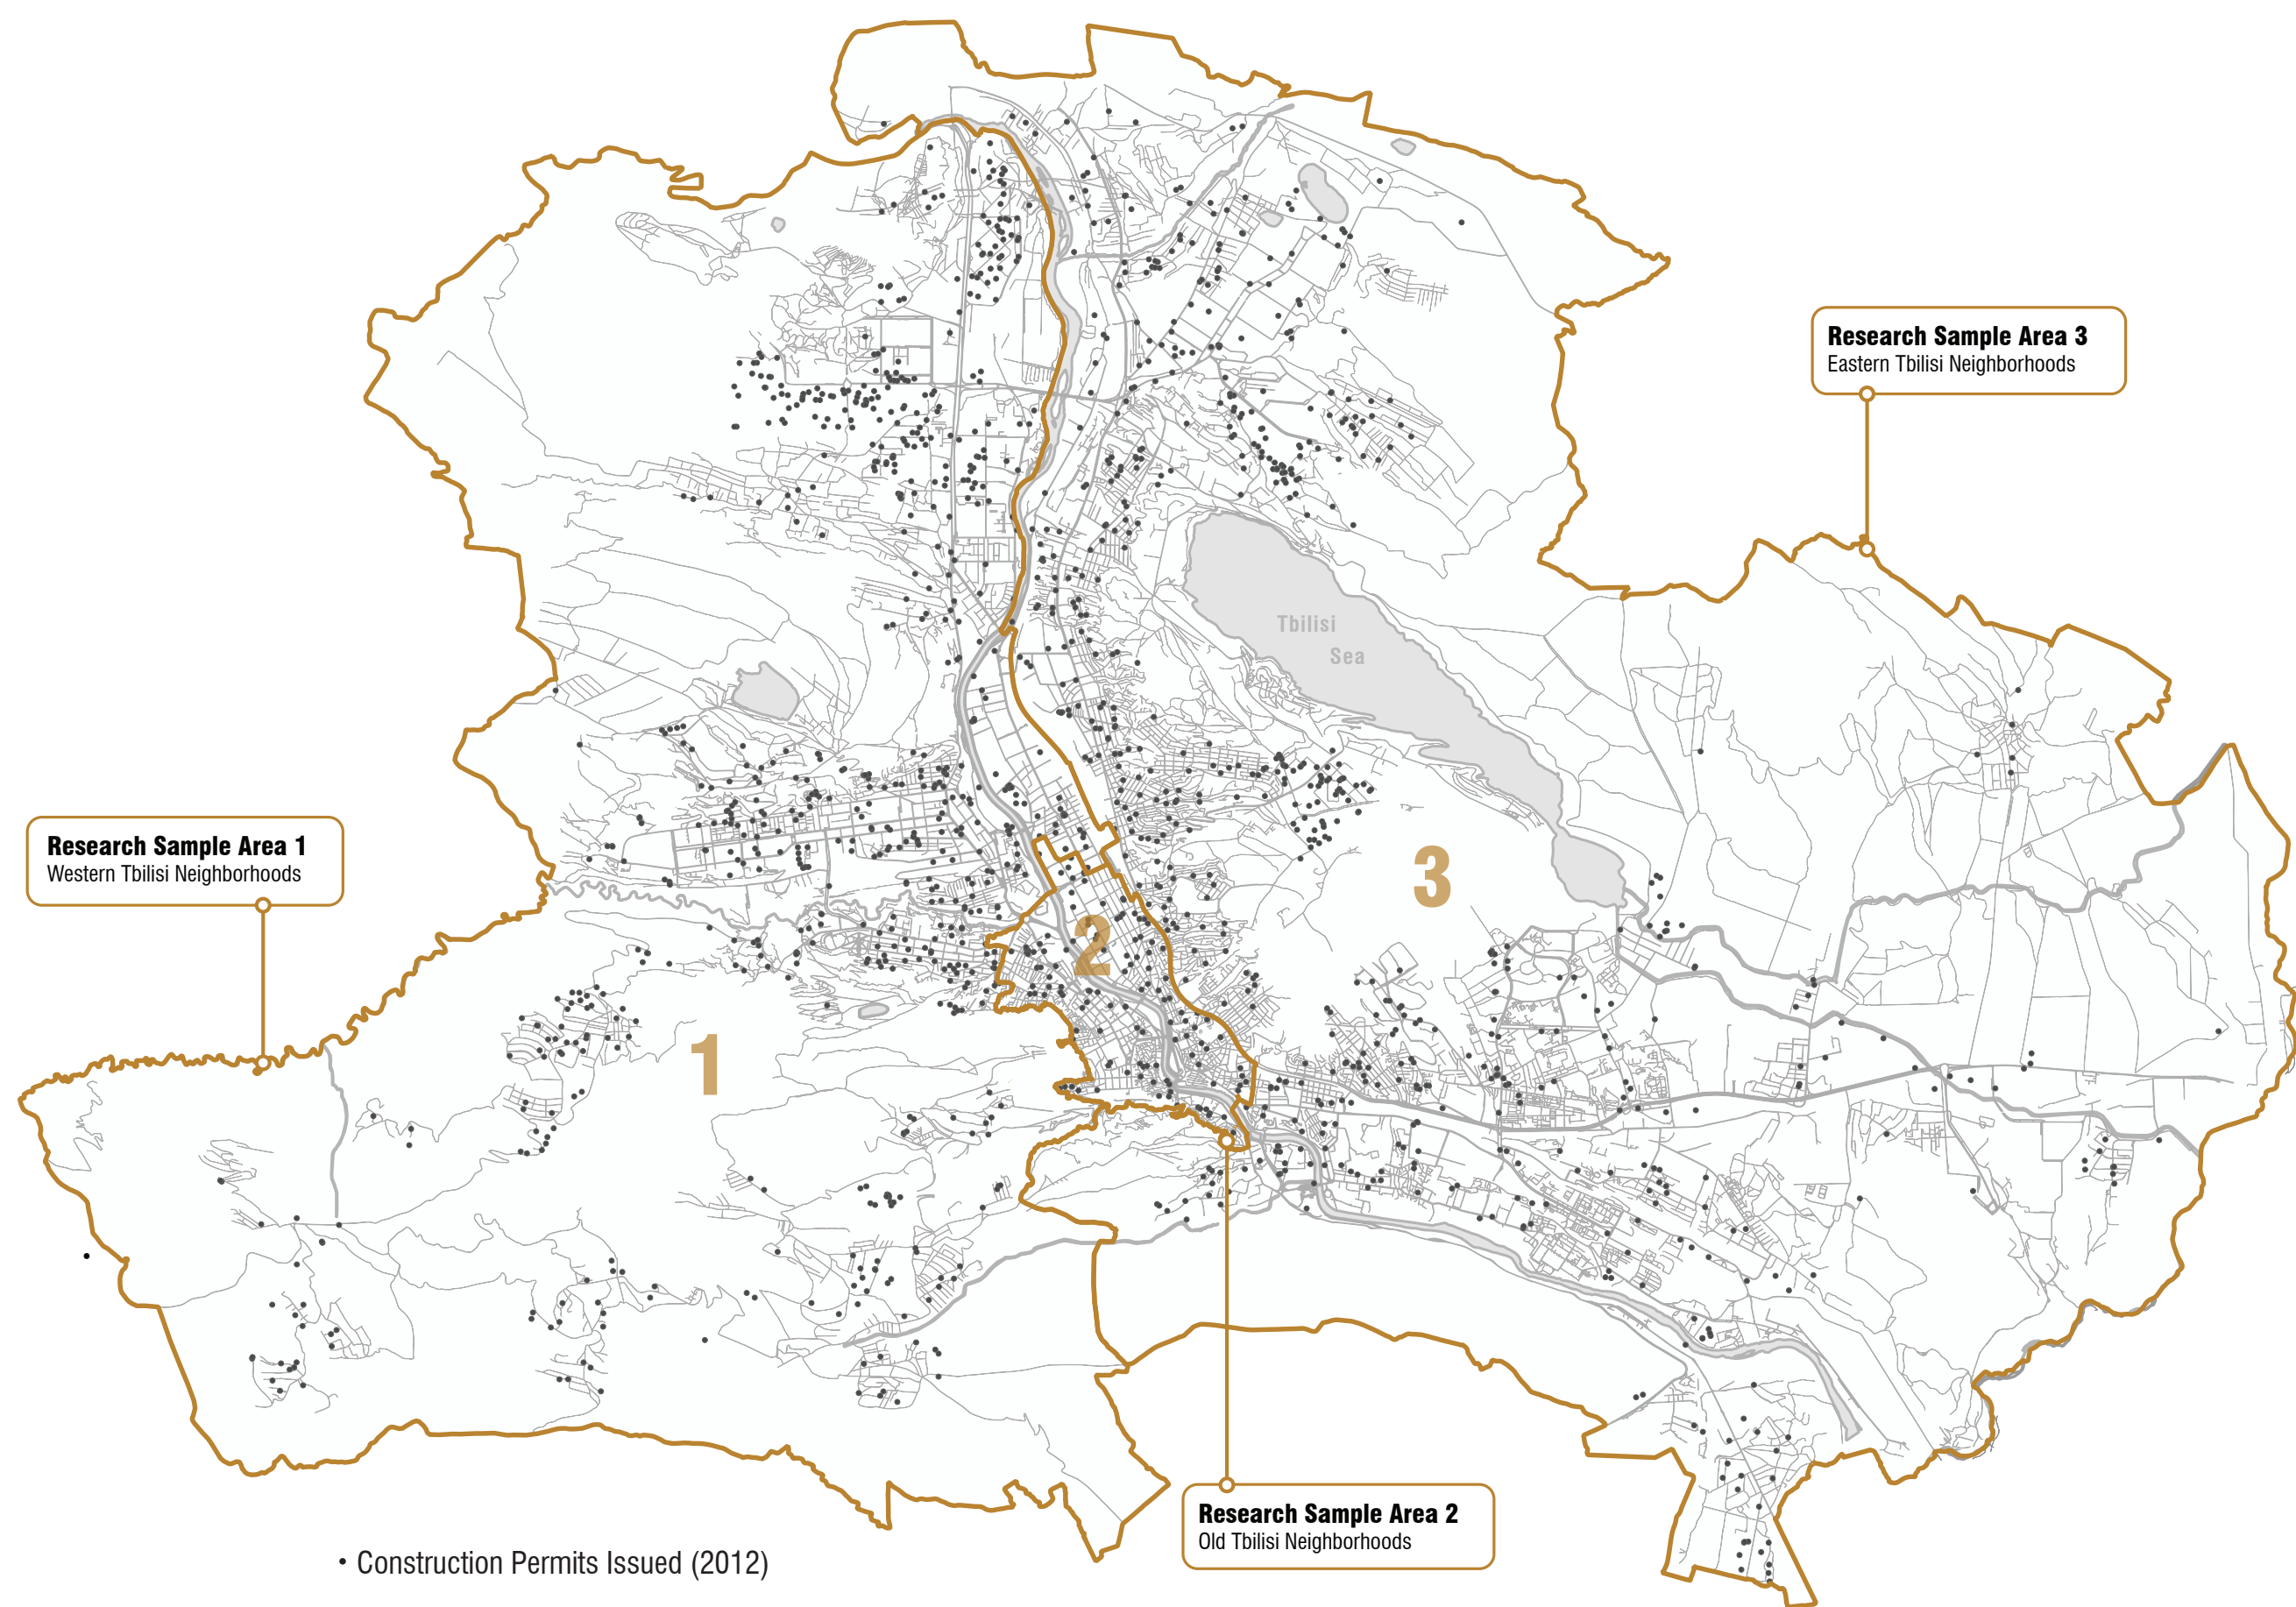 Research Sample Area 3
Eastern Tbilisi Neighborhoods
Tbilisi
Sea
Research Sample Area 1
Western Tbilisi Neighborhoods
3
2
1
Research Sample Area 2
Old Tbilisi Neighborhoods
• Construction Permits Issued (2012)